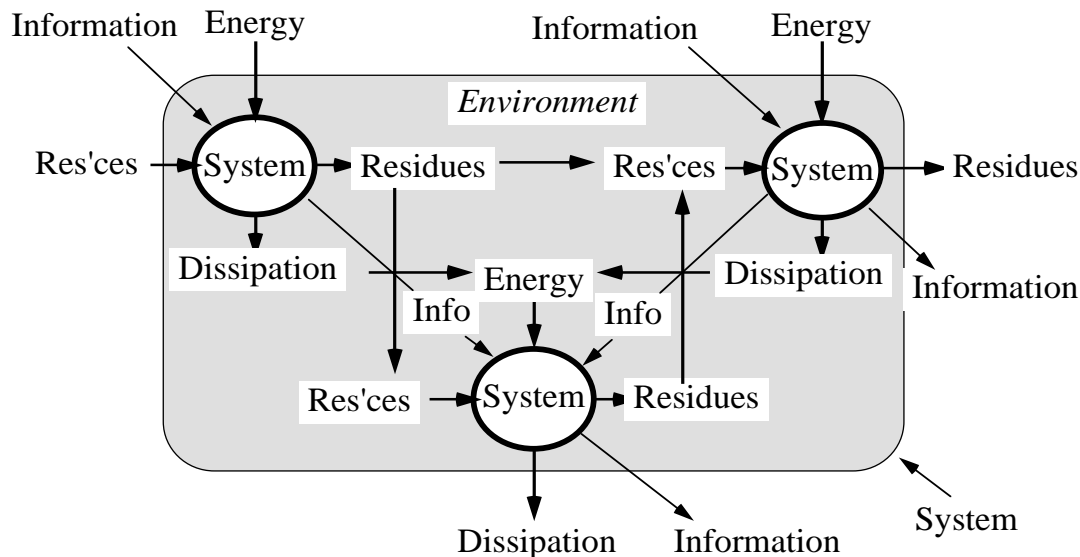 Information
Energy
Information
Energy
Environment
Res'ces
System
Residues
Res'ces
System
Residues
Dissipation
Energy
Dissipation
Information
Info
Info
Res'ces
System
Residues
System
Dissipation
Information